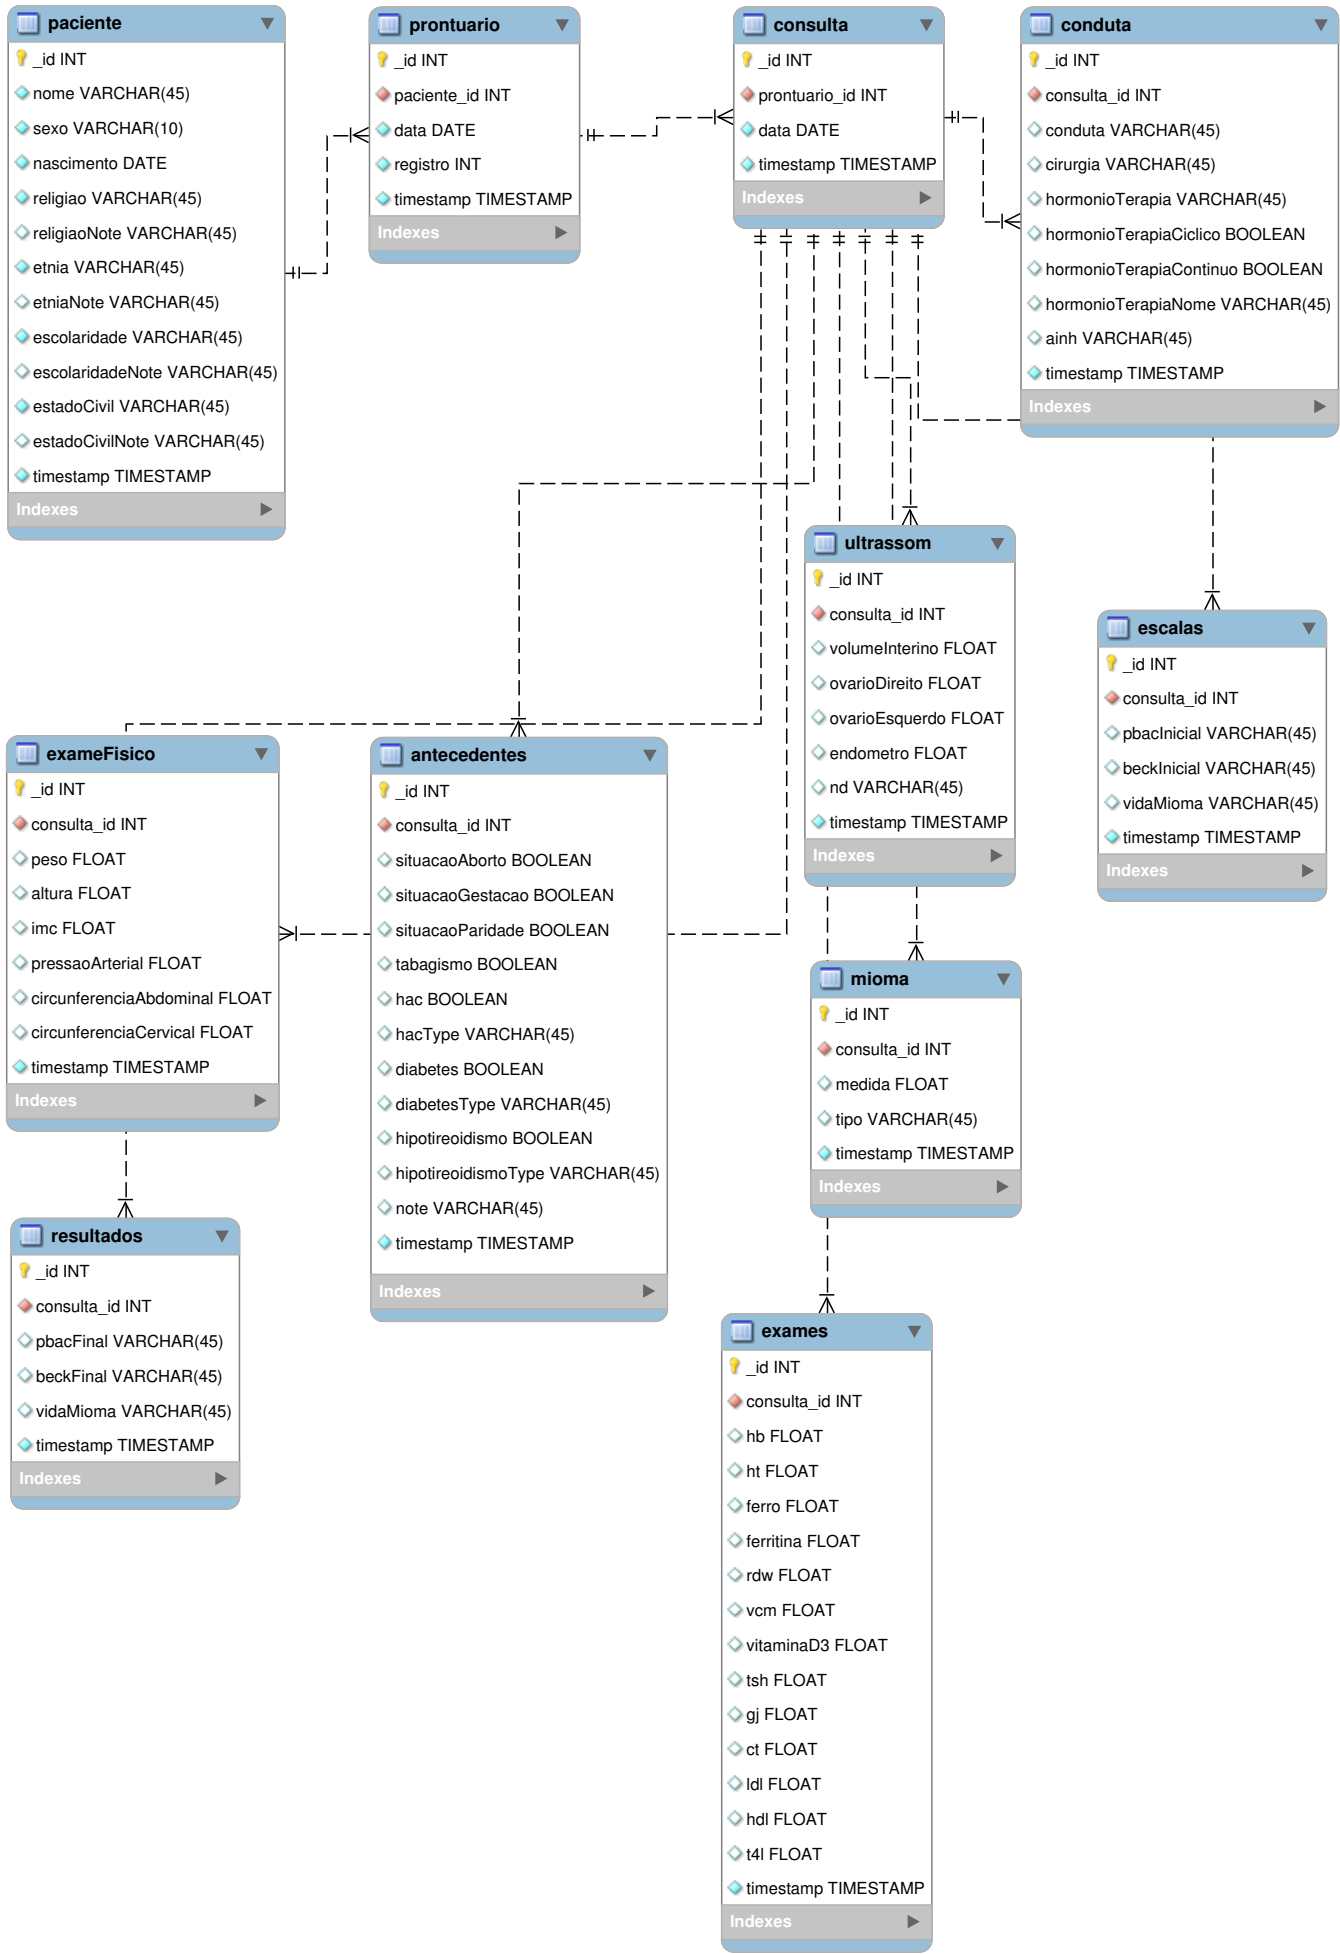 paciente
_id INT
nome VARCHAR(45)
sexo VARCHAR(10)
nascimento DATE
religiao VARCHAR(45)
religiaoNote VARCHAR(45)
etnia VARCHAR(45)
etniaNote VARCHAR(45)
escolaridade VARCHAR(45)
escolaridadeNote VARCHAR(45)
estadoCivil VARCHAR(45)
estadoCivilNote VARCHAR(45)
timestamp TIMESTAMP
Indexes
prontuario
_id INT
paciente_id INT
data DATE
registro INT
timestamp TIMESTAMP
Indexes
consulta
_id INT
prontuario_id INT
data DATE
timestamp TIMESTAMP
Indexes
conduta
_id INT
consulta_id INT
conduta VARCHAR(45)
cirurgia VARCHAR(45)
hormonioTerapia VARCHAR(45)
hormonioTerapiaCiclico BOOLEAN
hormonioTerapiaContinuo BOOLEAN
hormonioTerapiaNome VARCHAR(45)
ainh VARCHAR(45)
timestamp TIMESTAMP
Indexes
ultrassom
_id INT
consulta_id INT
volumeInterino FLOAT
ovarioDireito FLOAT
ovarioEsquerdo FLOAT
endometro FLOAT
nd VARCHAR(45)
timestamp TIMESTAMP
Indexes
escalas
_id INT
consulta_id INT
pbacInicial VARCHAR(45)
beckInicial VARCHAR(45)
vidaMioma VARCHAR(45)
timestamp TIMESTAMP
Indexes
exameFisico
_id INT
consulta_id INT
peso FLOAT
altura FLOAT
imc FLOAT
pressaoArterial FLOAT
circunferenciaAbdominal FLOAT
circunferenciaCervical FLOAT
timestamp TIMESTAMP
Indexes
antecedentes
_id INT
consulta_id INT
situacaoAborto BOOLEAN
situacaoGestacao BOOLEAN
situacaoParidade BOOLEAN
tabagismo BOOLEAN
hac BOOLEAN
hacType VARCHAR(45)
diabetes BOOLEAN
diabetesType VARCHAR(45)
hipotireoidismo BOOLEAN
hipotireoidismoType VARCHAR(45)
note VARCHAR(45)
timestamp TIMESTAMP
Indexes
mioma
_id INT
consulta_id INT
medida FLOAT
tipo VARCHAR(45)
timestamp TIMESTAMP
Indexes
resultados
_id INT
consulta_id INT
pbacFinal VARCHAR(45)
beckFinal VARCHAR(45)
vidaMioma VARCHAR(45)
timestamp TIMESTAMP
Indexes
exames
_id INT
consulta_id INT
hb FLOAT
ht FLOAT
ferro FLOAT
ferritina FLOAT
rdw FLOAT
vcm FLOAT
vitaminaD3 FLOAT
tsh FLOAT
gj FLOAT
ct FLOAT
ldl FLOAT
hdl FLOAT
t4l FLOAT
timestamp TIMESTAMP
Indexes